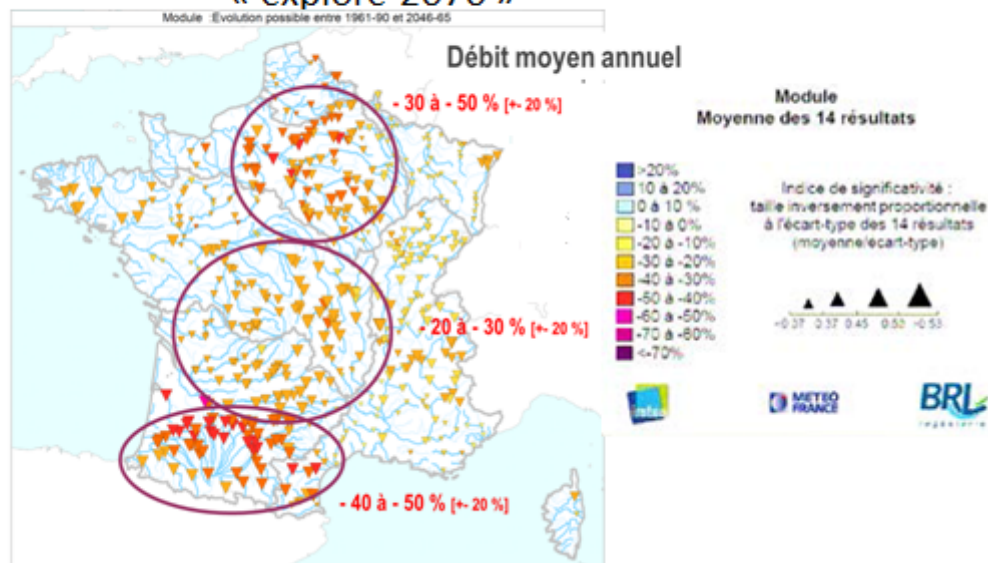 « explore 2070 »
Module :Evolution possible entre 1961-90 et 2046-65
Débit moyen annuel
- 30 à - 50 % [+- 20 %]
- 20 à - 30 % [+- 20 %]
- 40 à - 50 % [+- 20 %]
Module
Moyenne des 14 résultats
>20%
10 à 20%
0 à 10 %
-10 à 0%
-20 à -10%
-30 à -20%
-40 à -30%
-50 à -40%
-60 à -50%
-70 à -60%
<-70%
Indice de significativité :
taille inversement proportionnelle
à l'écart-type des 14 résultats
(moyenne/ecart-type)
-0.37 0.37 0.45 0.53 -0.53
METEO
FRANCE
BRL
Ingénierie